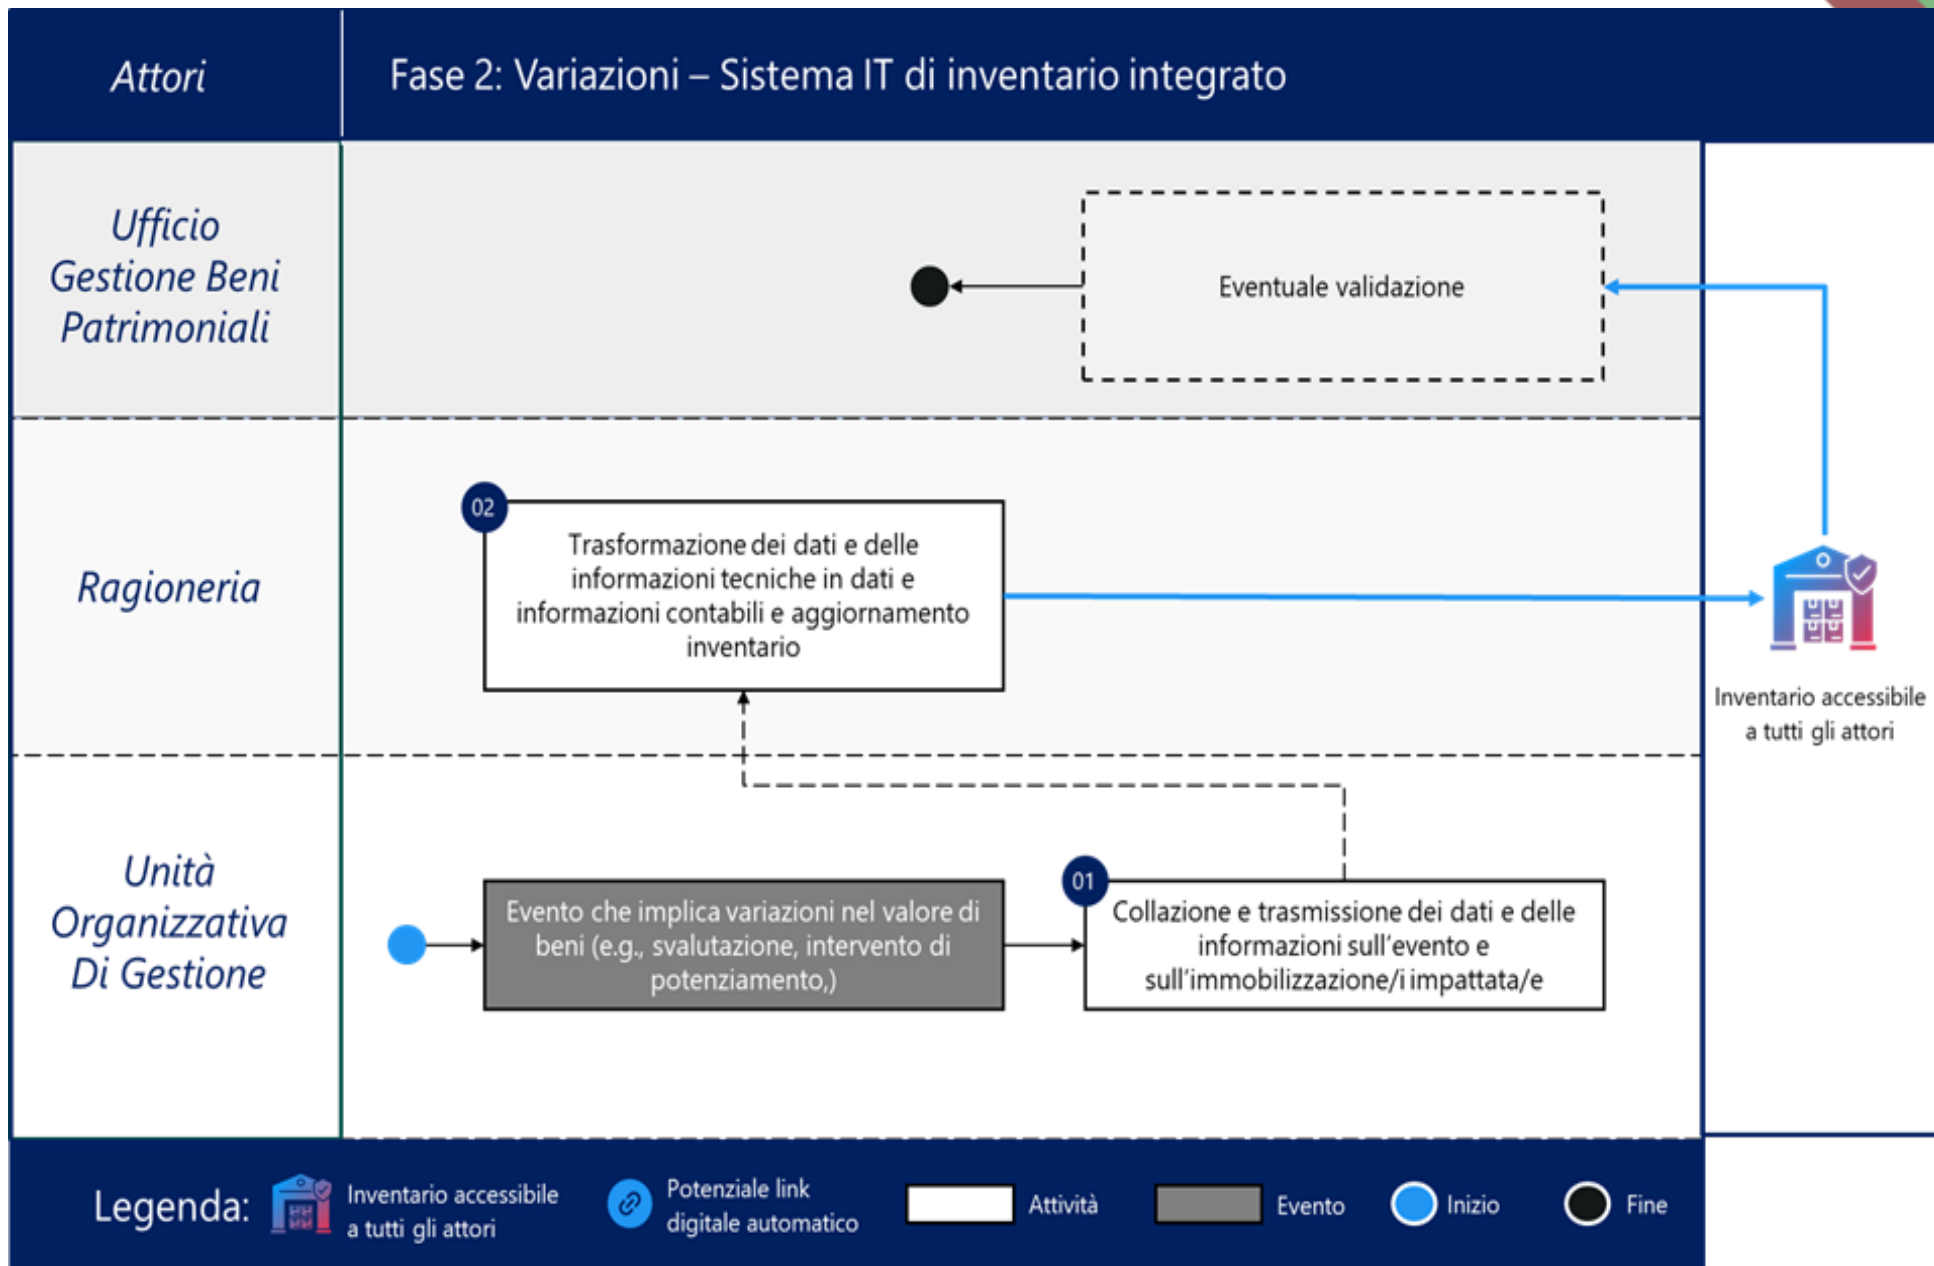 Attori
Fase 2: Variazioni – Sistema IT di inventario integrato
Ufficio
Gestione Beni
Patrimoniali
Eventuale validazione
Ragioneria
02
Trasformazione dei dati e delle
informazioni tecniche in dati e
informazioni contabili e aggiornamento
inventario
Inventario accessibile
a tutti gli attori
Unità
Organizzativa
Di Gestione
Evento che implica variazioni nel valore di
beni (e.g., svalutazione, intervento di
potenziamento,)
01
Collazione e trasmissione dei dati e delle
informazioni sull'evento e
sull'immobilizzazione/i impattata/e
Legenda:
Inventario accessibile
a tutti gli attori
Potenziale link
digitale automatico
Attività
Evento
Inizio
Fine